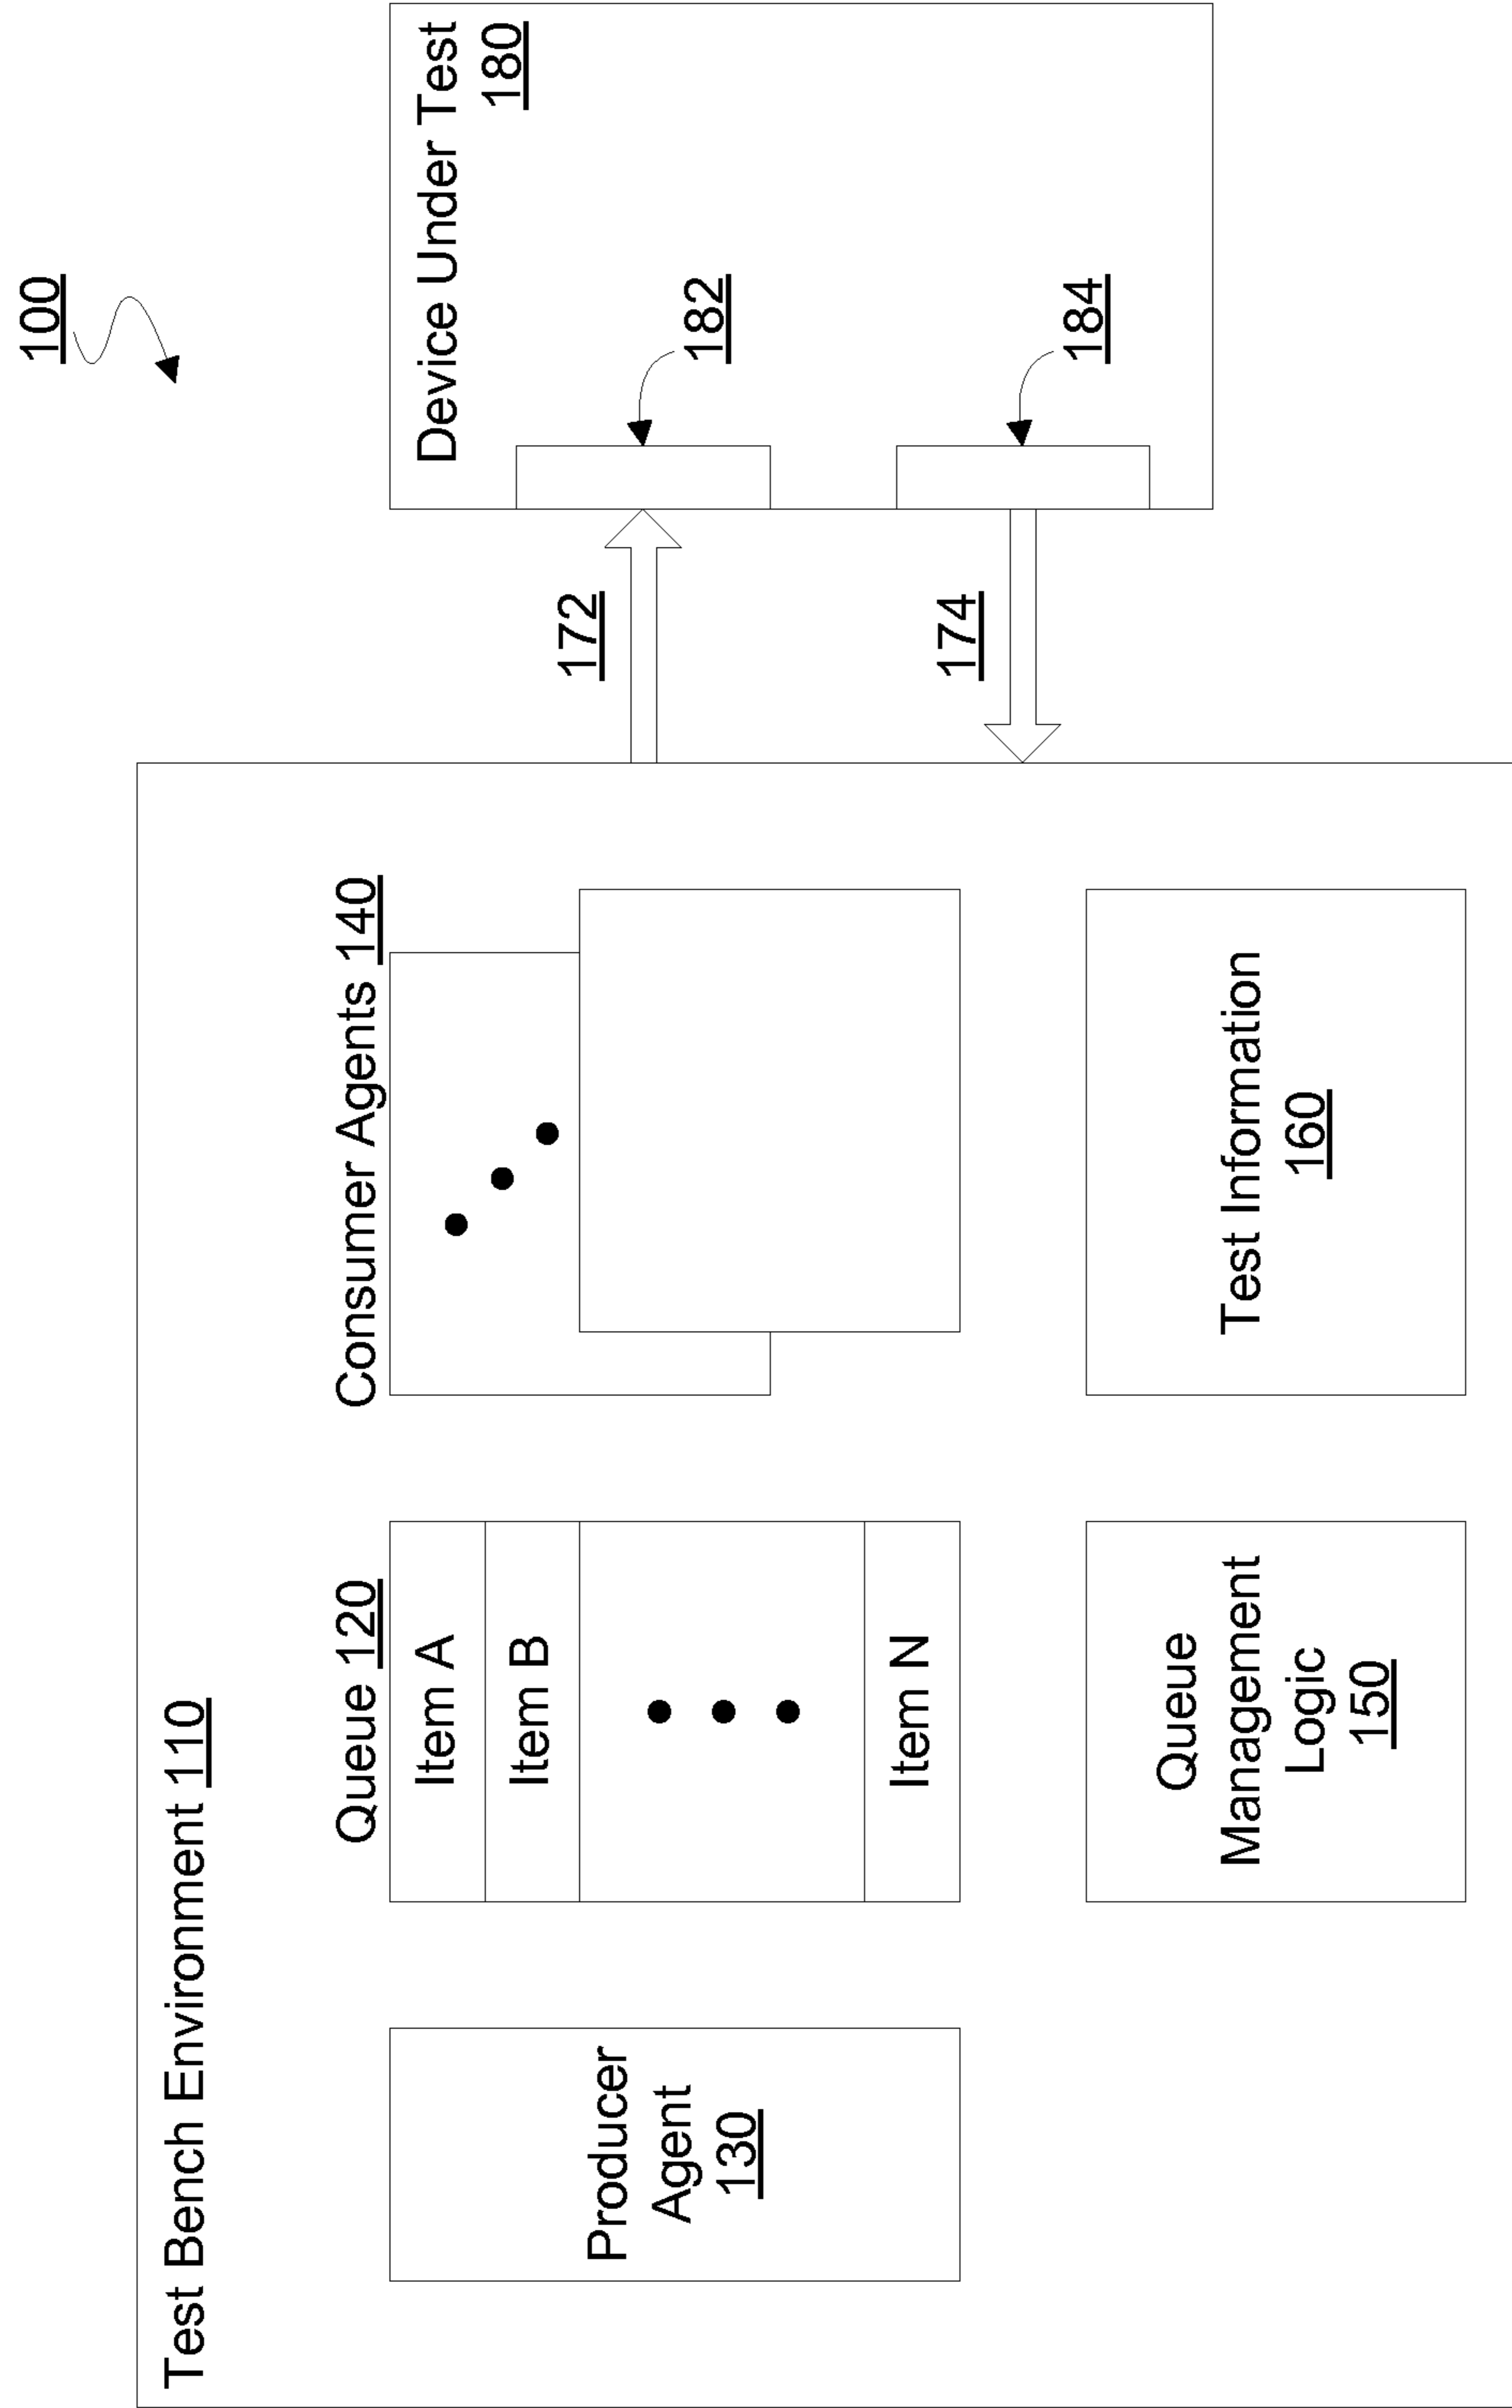 100
Test Bench Environment 110
Queue 120
Item A
Item B
Item N
Consumer Agents 140
Producer
Agent
130
Queue
Management
Logic
150
Test Information
160
172
174
Device Under Test
180
182
184